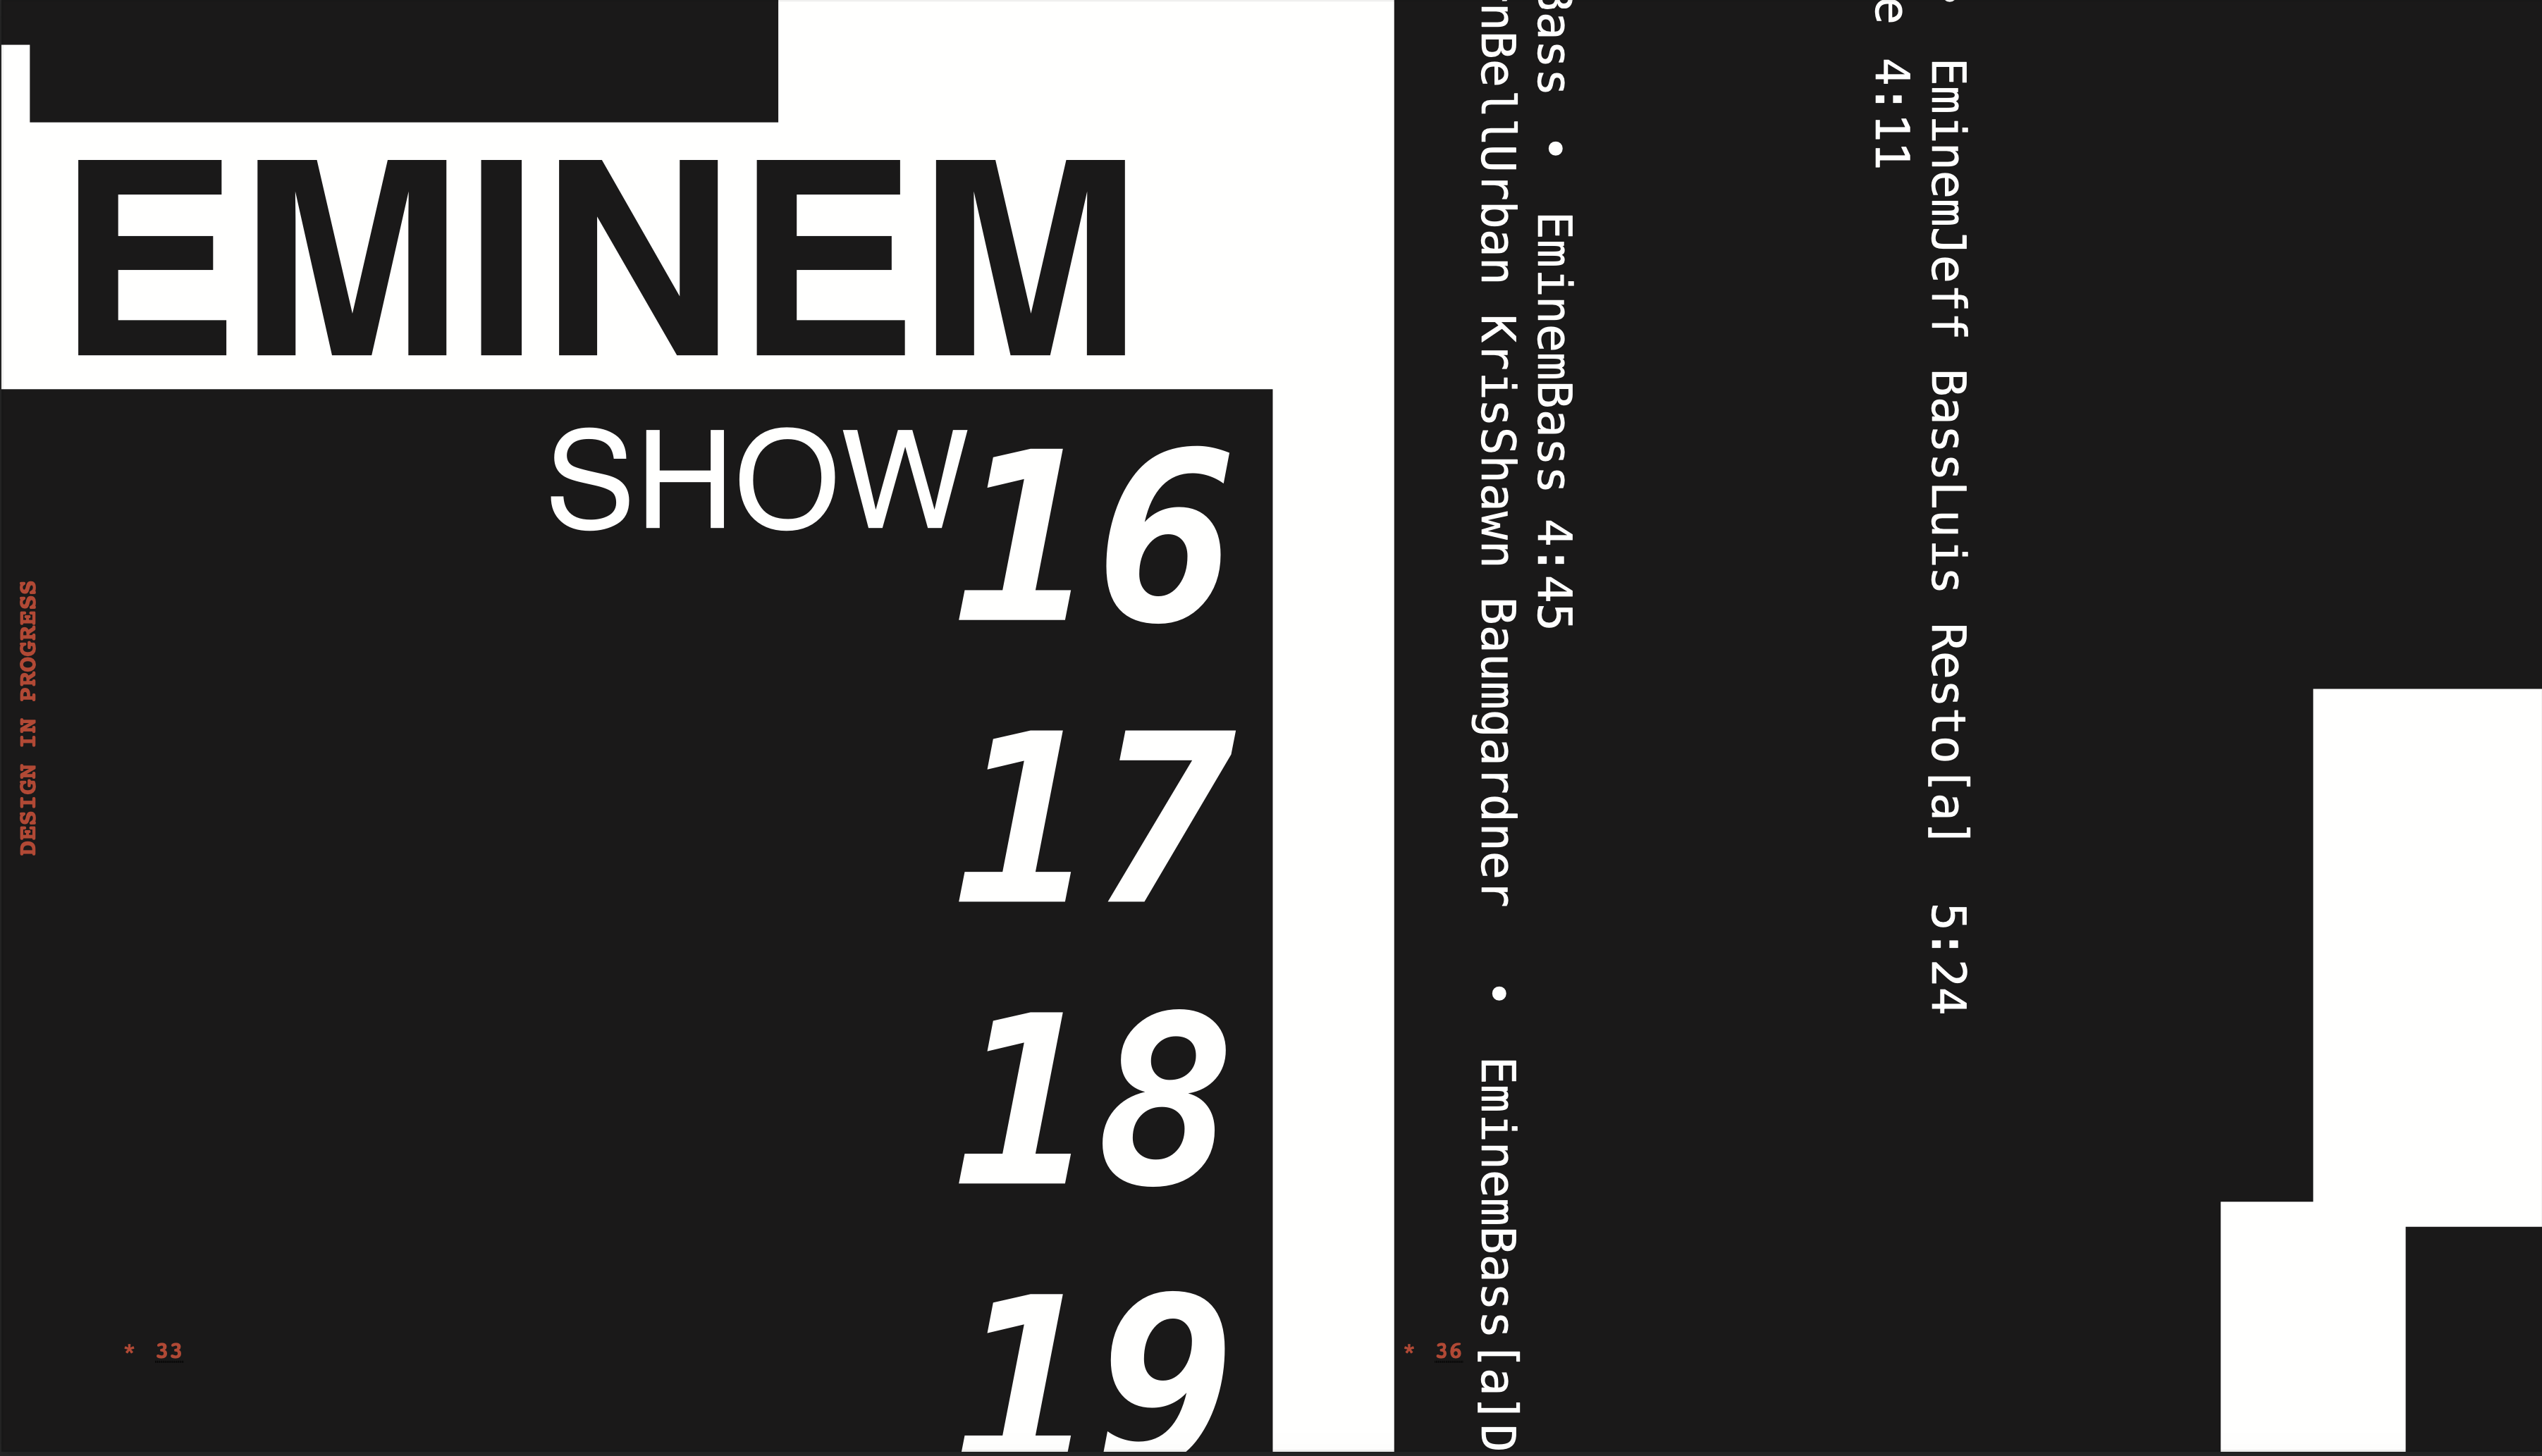 EMINEM
SHOW
16
17
18
19
DESIGN IN PROGRESS
* 33
* 36
EminemJeff BassLuis Resto[a]  5:24
e 4:11
Bass • EminemBass 4:45
rnBellUrban KrisShawn Baumgardner • EminemBass[a]D